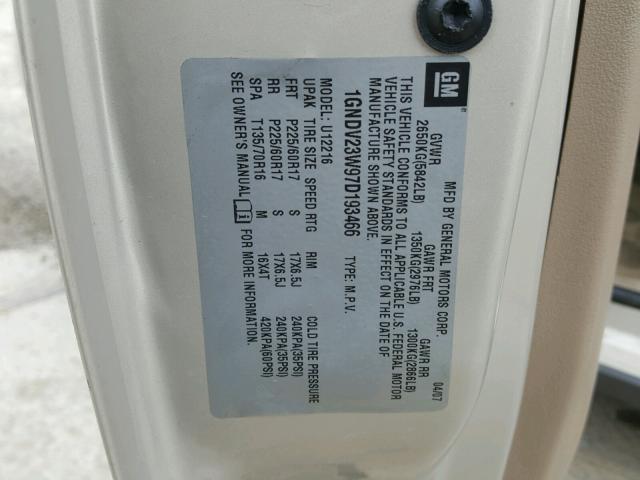 GM
MFD BY GENERAL MOTORS CORP. 04/07
GVWR GAWR FRT GAWR RR
2650KG(5842LB) 1350KG(2976LB) 1300KG(2866LB)
THIS VEHICLE CONFORMS TO ALL APPLICABLE U.S. FEDERAL MOTOR
VEHICLE SAFETY STANDARDS IN EFFECT ON THE DATE OF
MANUFACTURE SHOWN ABOVE.
1GNDV23W97D193466 TYPE: M.P.V.
MODEL: U12216
UPAK TIRE SIZE SPEED RTG RIM COLD TIRE PRESSURE
FRT P225/60R17 S 17X6.5J 240KPA(35PSI)
RR P225/60R17 S 17X6.5J 240KPA(35PSI)
SPA T135/70R16 M 16X4T 420KPA(60PSI)
SEE OWNER'S MANUAL FOR MORE INFORMATION.